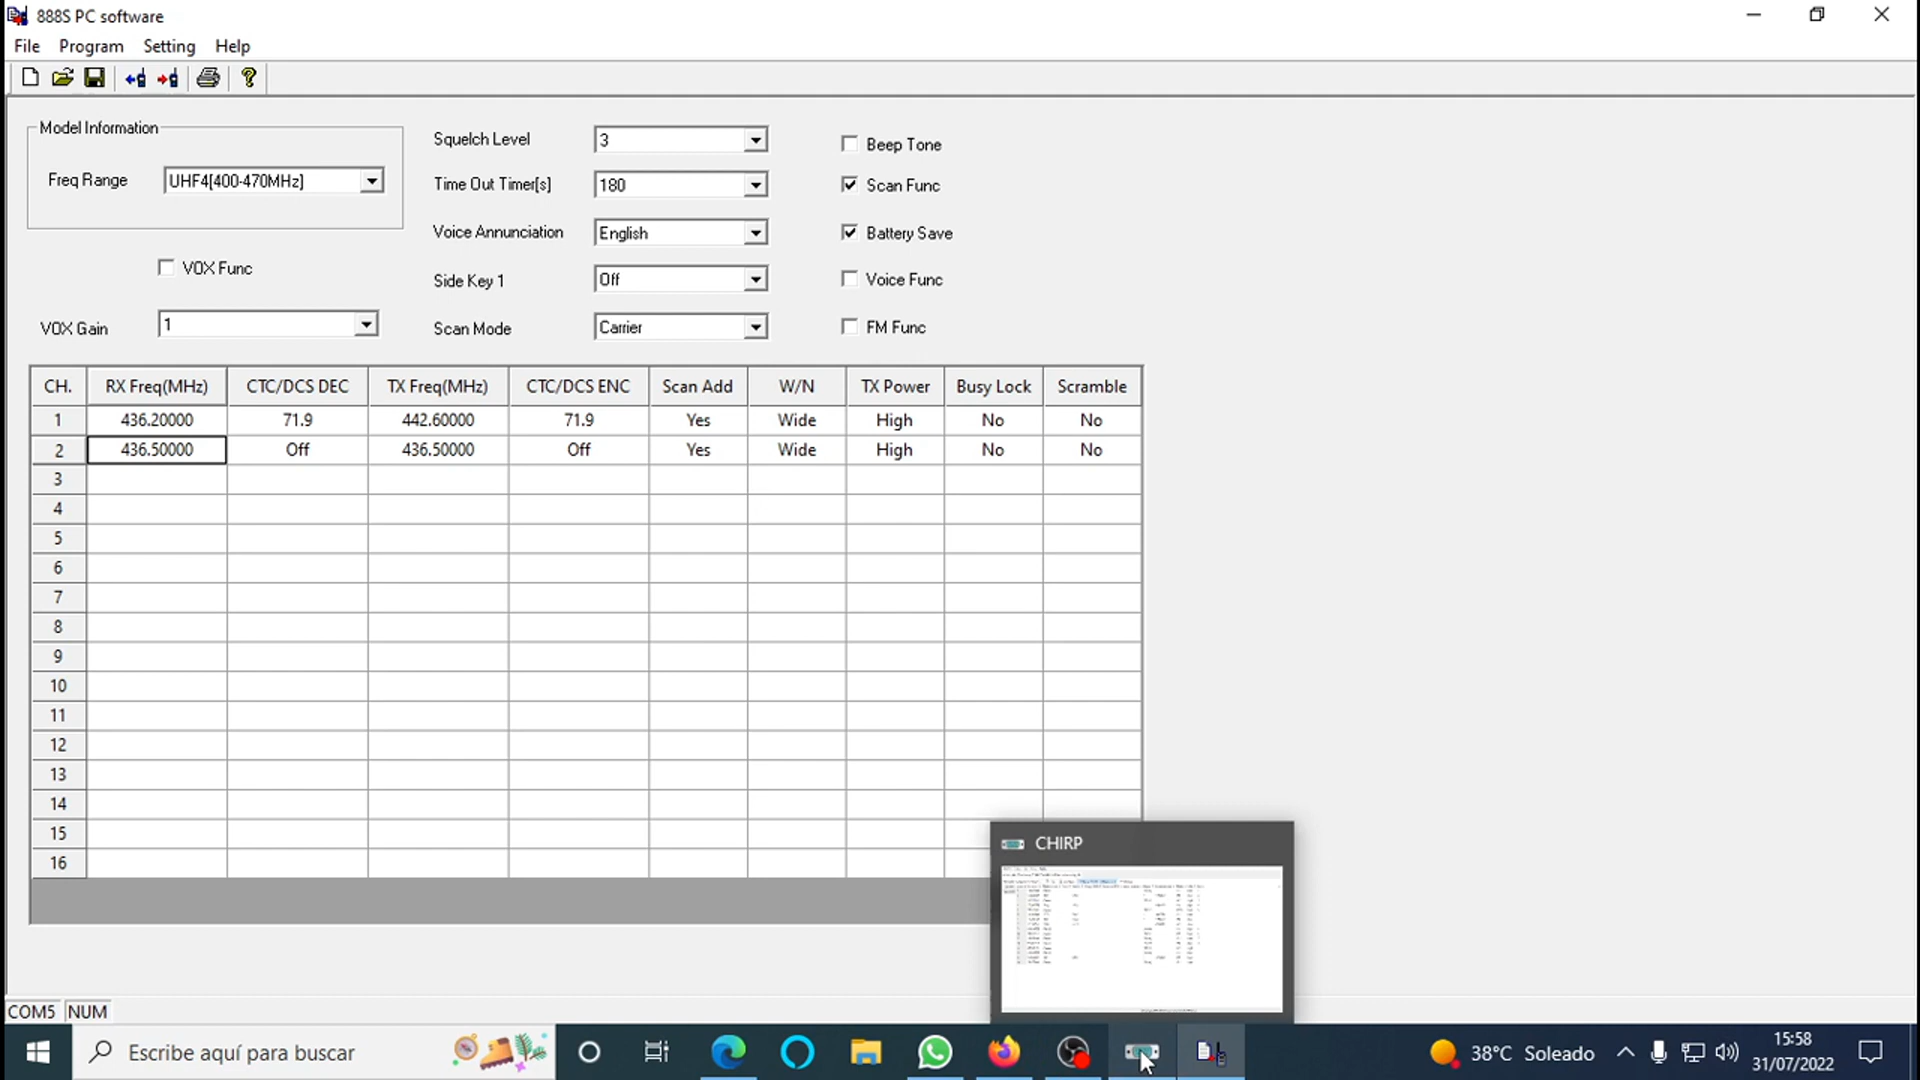 888S PC software
File Program Setting Help
Model Information
Freq Range UHF4[400-470MHz]
VOX Func
VOX Gain 1
Squelch Level 3
Time Out Timer[s] 180
Voice Annunciation English
Side Key 1 Off
Scan Mode Carrier
Beep Tone
Scan Func
Battery Save
Voice Func
FM Func
CH. RX Freq(MHz) CTC/DCS DEC TX Freq(MHz) CTC/DCS ENC Scan Add W/N TX Power Busy Lock Scramble
1 436.20000 71.9 442.60000 71.9 Yes Wide High No No
2 436.50000 Off 436.50000 Off Yes Wide High No No
3
4
5
6
7
8
9
10
11
12
13
14
15
16
CHIRP
COM5 NUM
Escribe aquí para buscar
38°C Soleado
15:58
31/07/2022